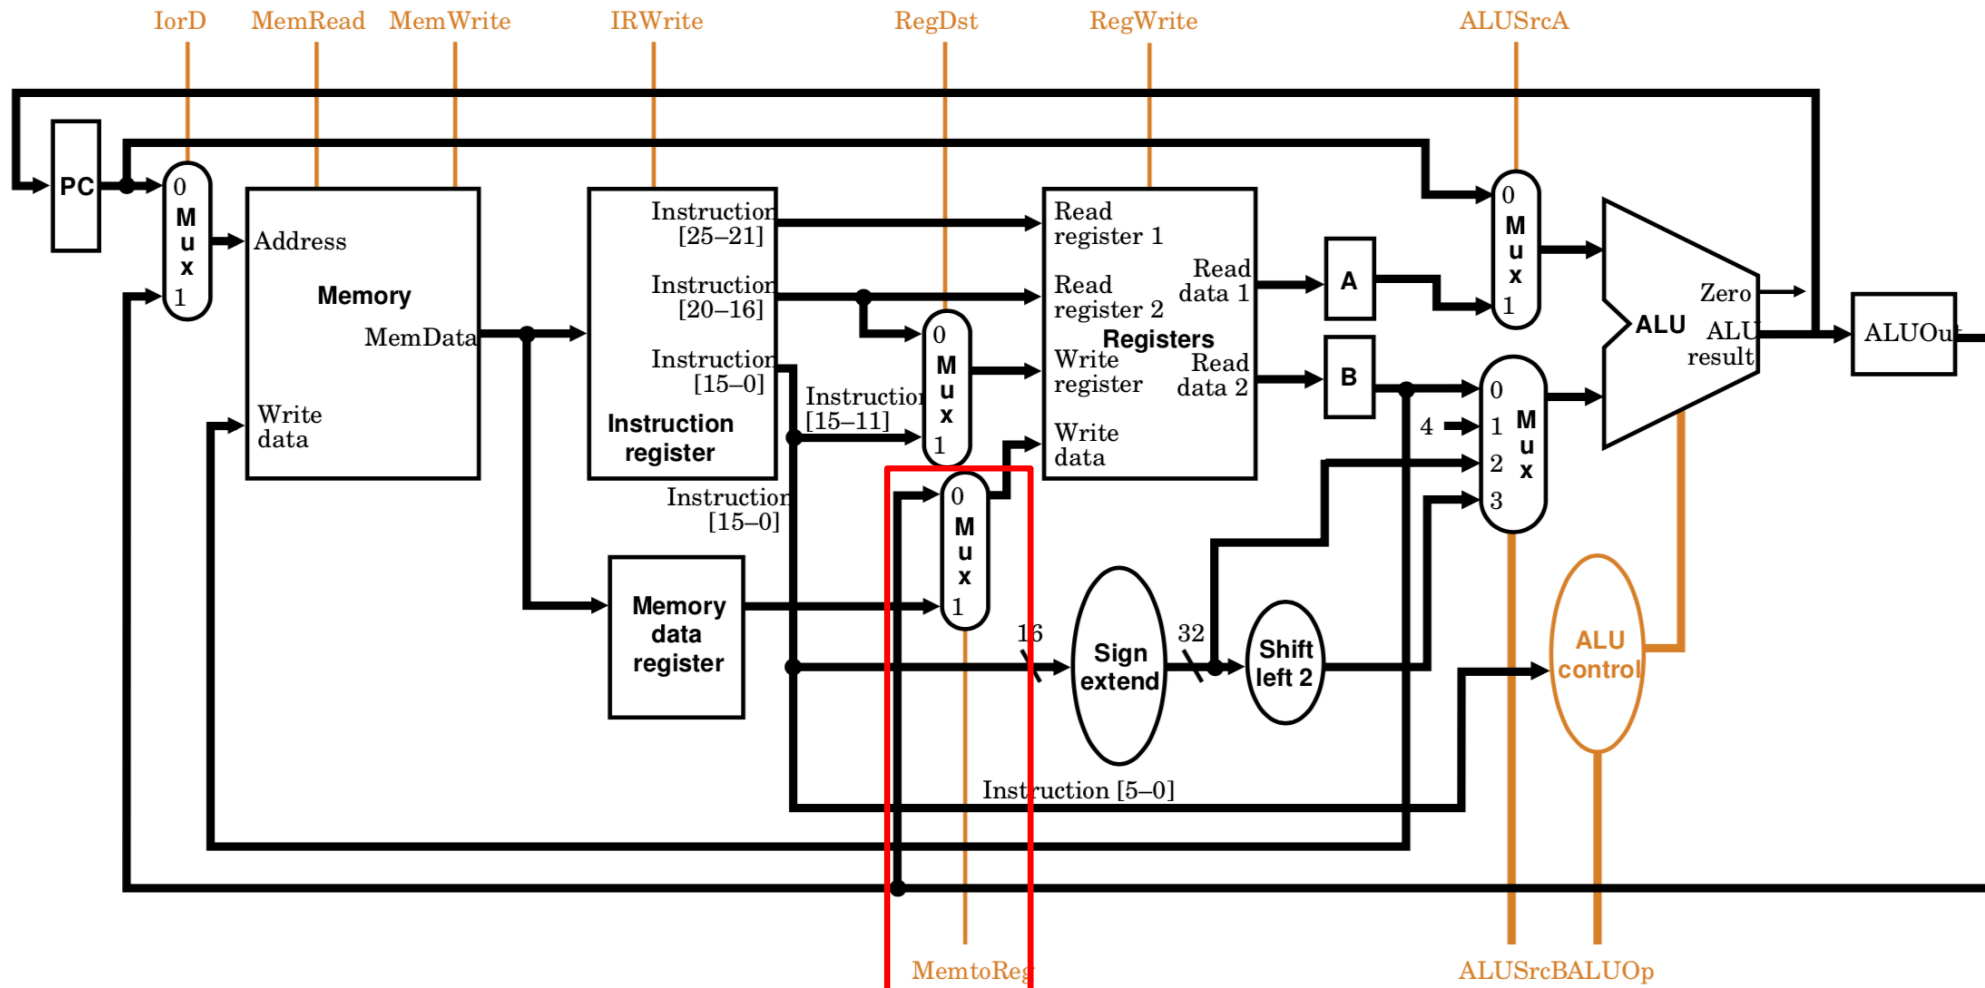 IorD
MemRead
MemWrite
IRWrite
RegDst
RegWrite
ALUSrcA
PC
0
M
u
x
1
Address
Memory
MemData
Write
data
Instruction
[25–21]
Instruction
[20–16]
Instruction
[15–0]
Instruction
register
Instruction
[15–11]
Instruction
[15–0]
0
M
u
x
1
Read
register 1
Read
register 2
Registers
Write
register
Write
data
Read
data 1
Read
data 2
A
B
0
M
u
x
1
4
0
1
2
3
M
u
x
Zero
ALU
ALU
result
ALUOut
Memory
data
register
0
M
u
x
1
16
Sign
extend
32
Shift
left 2
ALU
control
Instruction [5–0]
MemtoReg
ALUSrcB
ALUOp